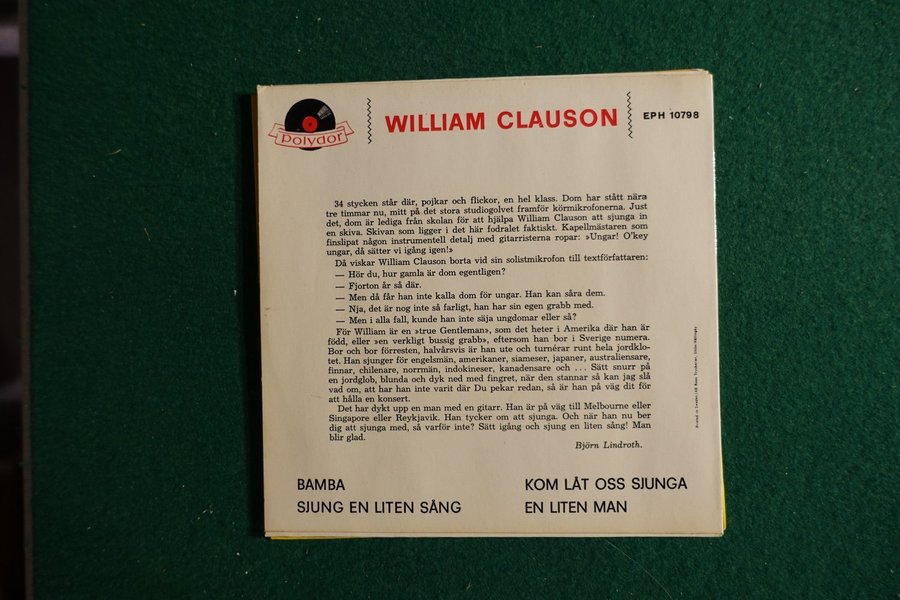 polydor
WILLIAM CLAUSON
EPH 10798
34 stycken står där, pojkar och flickor, en hel klass. Dom har stått nära
tre timmar nu, mitt på det stora studiogolvet framför körmikrofonerna. Just
det, dom är lediga från skolan för att hjälpa William Clauson att sjunga in
en skiva. Skivan som ligger i det här fodralet faktiskt. Kapellmästaren som
finslipat någon instrumentell detalj med gitarristerna ropar: »Ungar! O'key
ungar, då sätter vi igång igen!»
Då viskar William Clauson borta vid sin solistmikrofon till textförfattaren:
— Hör du, hur gamla är dom egentligen?
— Fjorton år så där.
— Men då får han inte kalla dom för ungar. Han kan såra dem.
— Nja, det är nog inte så farligt, han har sin egen grabb med.
— Men i alla fall, kunde han inte säja ungdomar eller så?
För William är en »true Gentleman», som det heter i Amerika där han är
född, eller »en verkligt bussig grabb», eftersom han bor i Sverige numera.
Bor och bor förresten, halvårsvis är han ute och turnérar runt hela jordklo-
tet. Han sjunger för engelsmän, amerikaner, siameser, japaner, australiensare,
finnar, chilenare, norrmän, indokineser, kanadensare och ... Sätt snurr på
en jordglob, blunda och dyk ned med fingret, när den stannar så kan jag slå
vad om, att har han inte varit där Du pekar redan, så är han på väg dit för
att hålla en konsert.
Det har dykt upp en man med en gitarr. Han är på väg till Melbourne eller
Singapore eller Reykjavik. Han tycker om att sjunga. Och när han nu ber
dig att sjunga med, så varför inte? Sätt igång och sjung en liten sång! Man
blir glad.
Björn Lindroth.
BAMBA
SJUNG EN LITEN SÅNG
KOM LÅT OSS SJUNGA
EN LITEN MAN